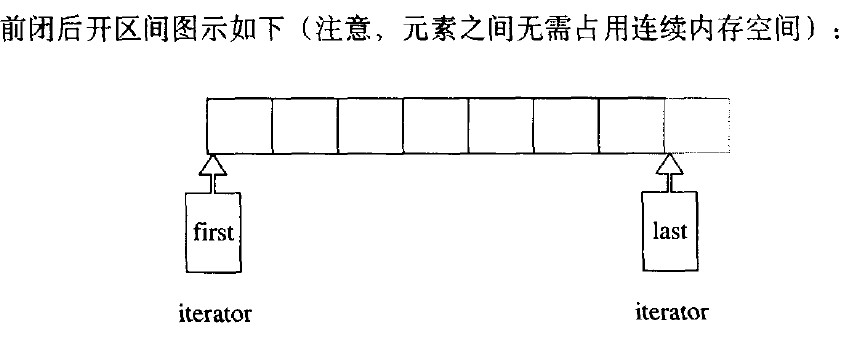 前闭后开区间图示如下（注意，元素之间无需占用连续内存空间）：
first
last
iterator
iterator